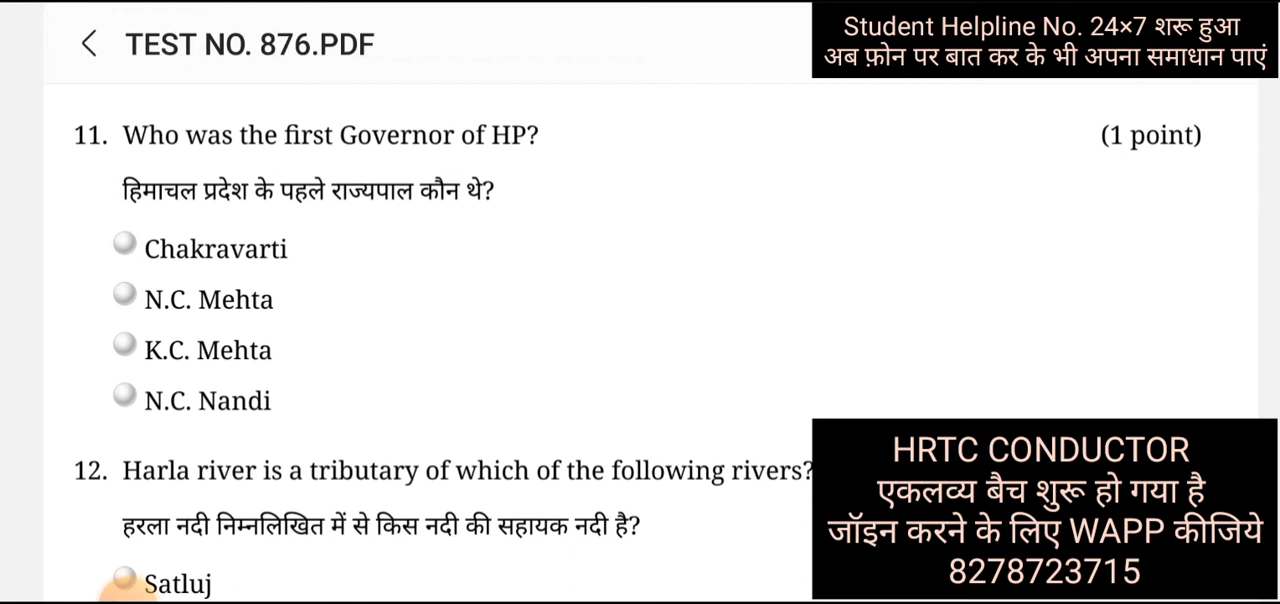 TEST NO. 876.PDF
Student Helpline No. 24×7 शरू हुआ
अब फ़ोन पर बात कर के भी अपना समाधान पाएं
11. Who was the first Governor of HP? (1 point)
हिमाचल प्रदेश के पहले राज्यपाल कौन थे?
Chakravarti
N.C. Mehta
K.C. Mehta
N.C. Nandi
12. Harla river is a tributary of which of the following rivers?
हरला नदी निम्नलिखित में से किस नदी की सहायक नदी है?
Satluj
HRTC CONDUCTOR
एकलव्य बैच शुरू हो गया है
जॉइन करने के लिए WAPP कीजिये
8278723715